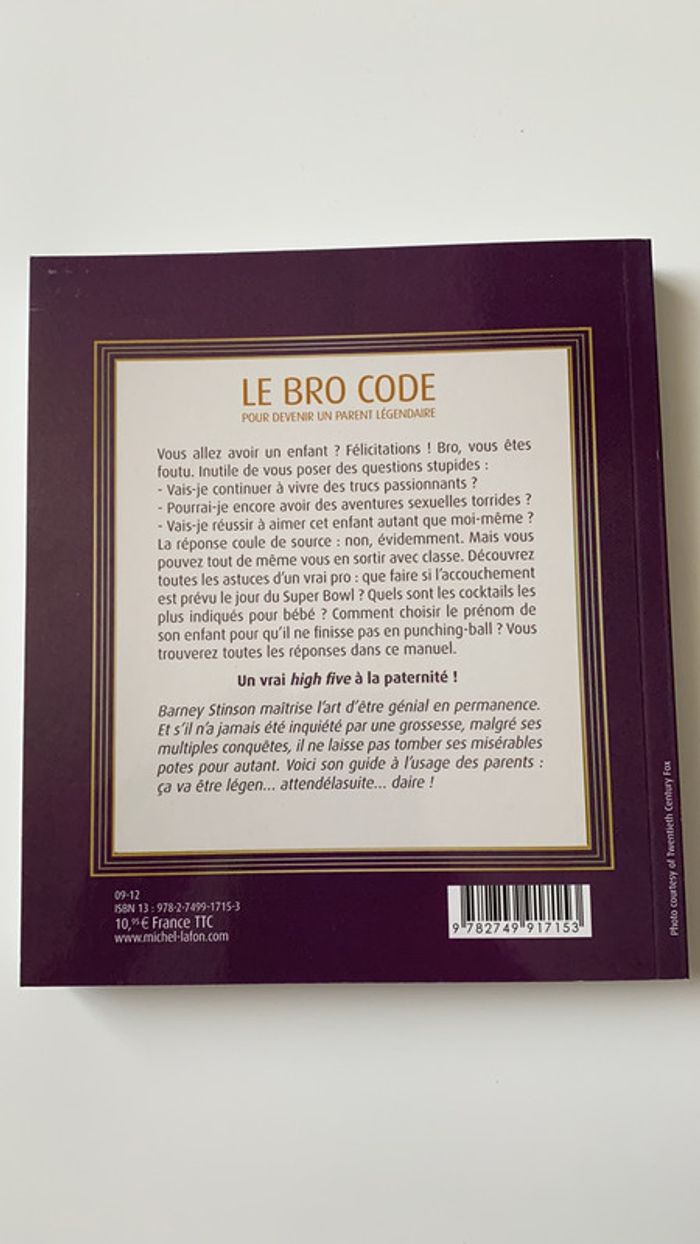 LE BRO CODE
POUR DEVENIR UN PARENT LÉGENDAIRE
Vous allez avoir un enfant ? Félicitations ! Bro, vous êtes
foutu. Inutile de vous poser des questions stupides :
- Vais-je continuer à vivre des trucs passionnants ?
- Pourrai-je encore avoir des aventures sexuelles torrides ?
- Vais-je réussir à aimer cet enfant autant que moi-même ?
La réponse coule de source : non, évidemment. Mais vous
pouvez tout de même vous en sortir avec classe. Découvrez
toutes les astuces d'un vrai pro : que faire si l'accouchement
est prévu le jour du Super Bowl ? Quels sont les cocktails les
plus indiqués pour bébé ? Comment choisir le prénom de
son enfant pour qu'il ne finisse pas en punching-ball ? Vous
trouverez toutes les réponses dans ce manuel.
Un vrai high five à la paternité !
Barney Stinson maîtrise l'art d'être génial en permanence.
Et s'il n'a jamais été inquiété par une grossesse, malgré ses
multiples conquêtes, il ne laisse pas tomber ses misérables
potes pour autant. Voici son guide à l'usage des parents :
ça va être légen... attendélasuite... daire !
09-12
ISBN 13 : 978-2-7499-1715-3
10,95 € France TTC
www.michel-lafon.com
9 782749 917153
Photo courtesy of Twentieth Century Fox